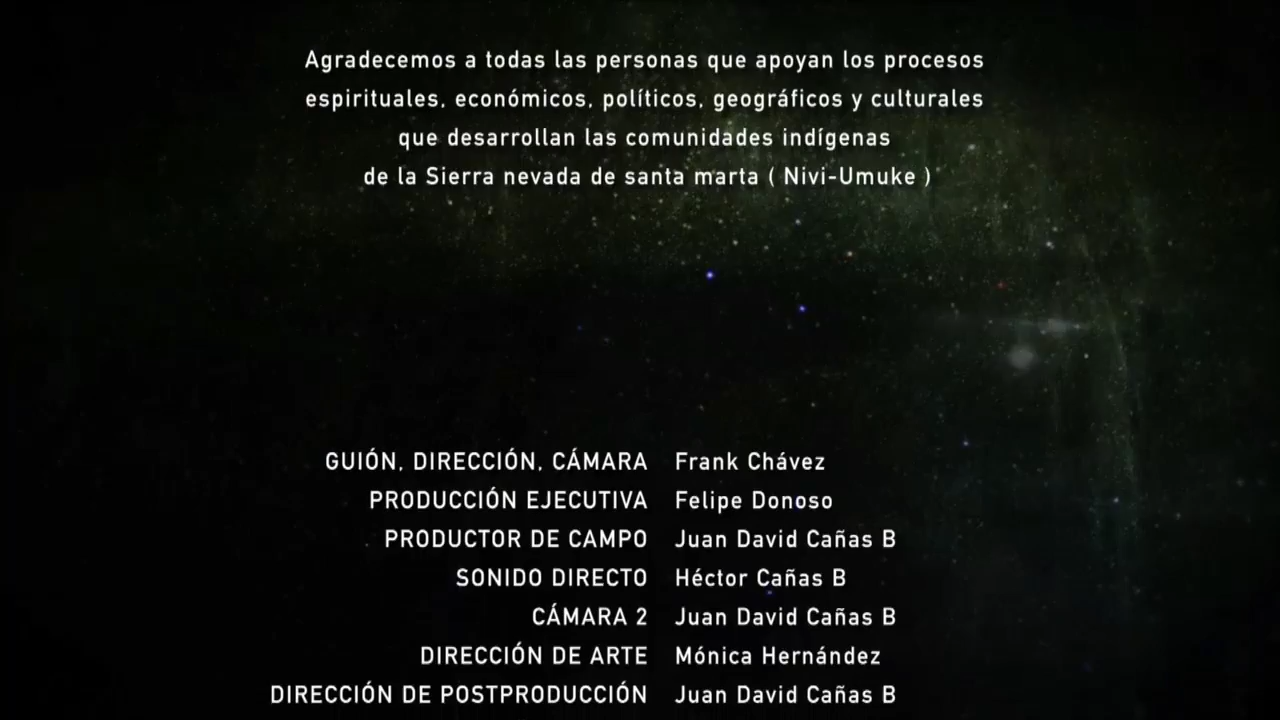 Agradecemos a todas las personas que apoyan los procesos
espirituales, económicos, políticos, geográficos y culturales
que desarrollan las comunidades indígenas
de la Sierra nevada de santa marta ( Nivi-Umuke )
GUIÓN, DIRECCIÓN, CÁMARA Frank Chávez
PRODUCCIÓN EJECUTIVA Felipe Donoso
PRODUCTOR DE CAMPO Juan David Cañas B
SONIDO DIRECTO Héctor Cañas B
CÁMARA 2 Juan David Cañas B
DIRECCIÓN DE ARTE Mónica Hernández
DIRECCIÓN DE POSTPRODUCCIÓN Juan David Cañas B